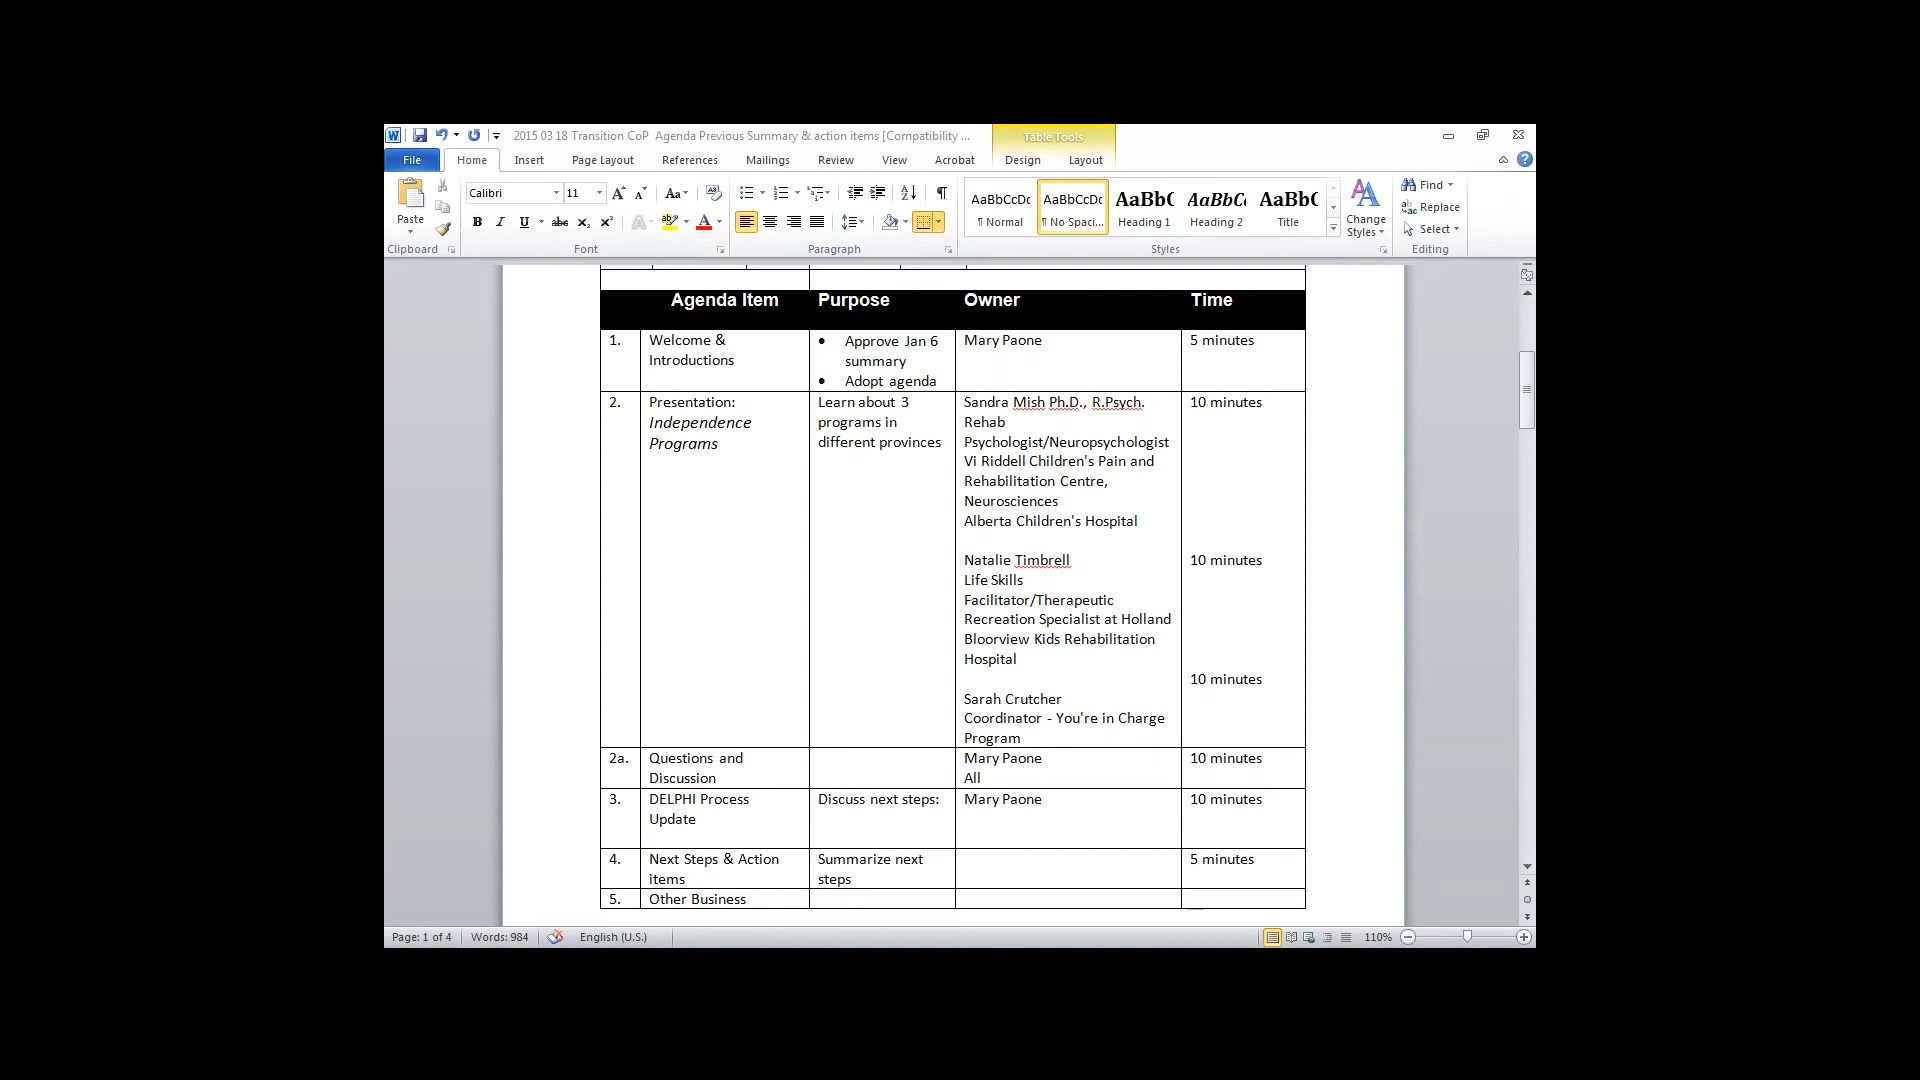 2015 03 18 Transition CoP  Agenda Previous Summary & action items [Compatibility ...
Table Tools
File Home Insert Page Layout References Mailings Review View Acrobat Design Layout
Paste
Calibri 11
AaBbCcDc AaBbCcDc AaBbC AaBbCc AaBbC
¶ Normal ¶ No Spaci... Heading 1 Heading 2 Title
Change
Styles
Find
Replace
Select
Clipboard Font Paragraph Styles Editing
Agenda Item Purpose Owner Time
1. Welcome &
Introductions
• Approve Jan 6
summary
• Adopt agenda
Mary Paone
5 minutes
2. Presentation:
Independence
Programs
Learn about 3
programs in
different provinces
Sandra Mish Ph.D., R.Psych.
Rehab
Psychologist/Neuropsychologist
Vi Riddell Children's Pain and
Rehabilitation Centre,
Neurosciences
Alberta Children's Hospital
10 minutes
Natalie Timbrell
Life Skills
Facilitator/Therapeutic
Recreation Specialist at Holland
Bloorview Kids Rehabilitation
Hospital
10 minutes
Sarah Crutcher
Coordinator - You're in Charge
Program
10 minutes
2a. Questions and
Discussion
Mary Paone
All
10 minutes
3. DELPHI Process
Update
Discuss next steps:
Mary Paone
10 minutes
4. Next Steps & Action
items
Summarize next
steps
5 minutes
5. Other Business
Page: 1 of 4 Words: 984 English (U.S.) 110%